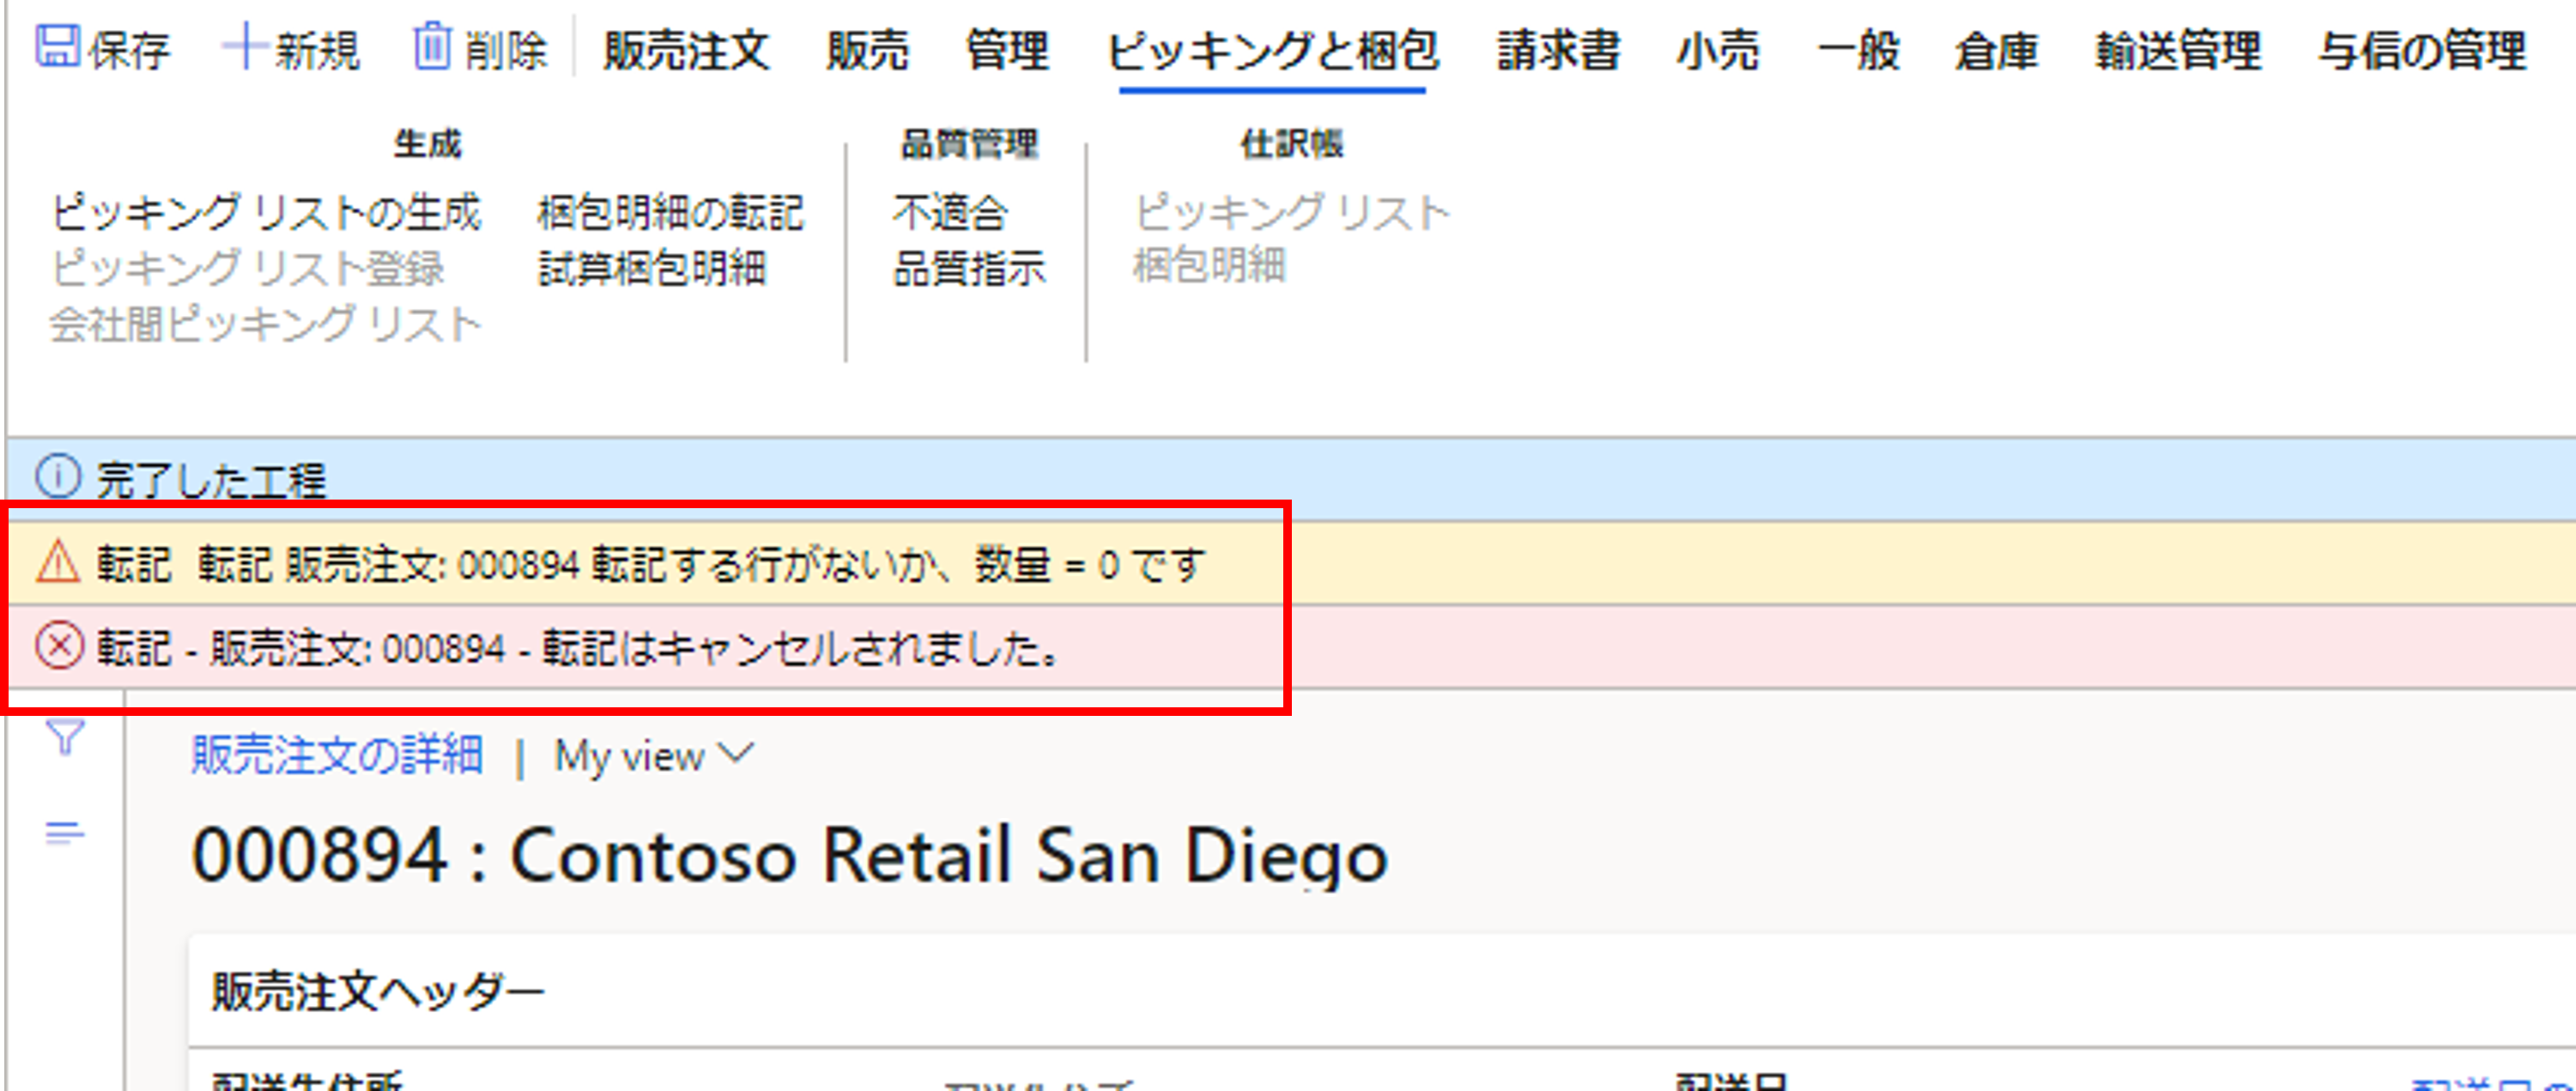 保存 新規 削除 販売注文 販売 管理 ピッキングと梱包 請求書 小売 一般 倉庫 輸送管理 与信の管理
生成 品質管理 仕訳帳
ピッキング リストの生成 梱包明細の転記 不適合 ピッキング リスト
ピッキング リスト登録 試算梱包明細 品質指示 梱包明細
会社間ピッキング リスト
完了した工程
転記 転記 販売注文: 000894 転記する行がないか、数量 = 0 です
転記 - 販売注文: 000894 - 転記はキャンセルされました。
販売注文の詳細 | My view
000894 : Contoso Retail San Diego
販売注文ヘッダー
配送先住所 配送日